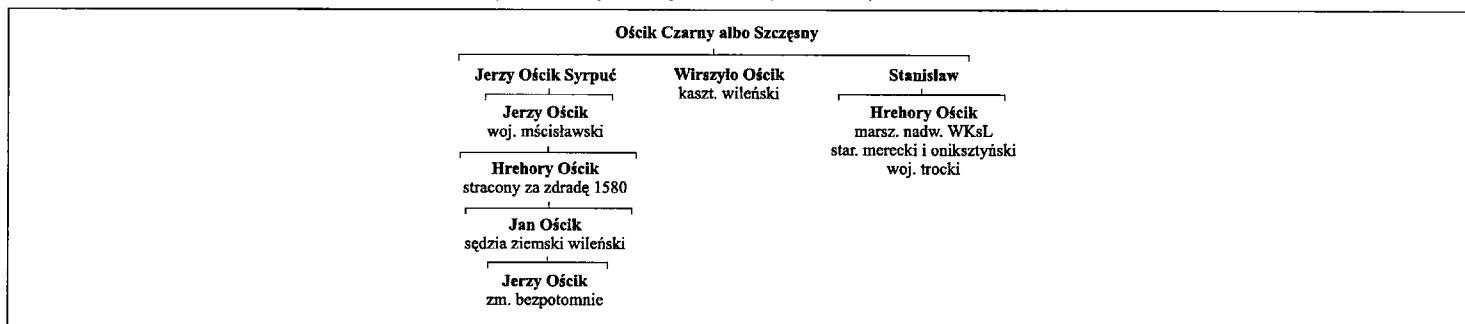 Ościk Czarny albo Szczęsny
Jerzy Ościk Syrpuć
Wirszyło Ościk
kaszt. wileński
Stanisław
Jerzy Ościk
woj. mścisławski
Hrehory Ościk
marsz. nadw. WKsL
star. merecki i oniksztyński
woj. trocki
Hrehory Ościk
stracony za zdradę 1580
Jan Ościk
sędzia ziemski wileński
Jerzy Ościk
zm. bezpotomnie